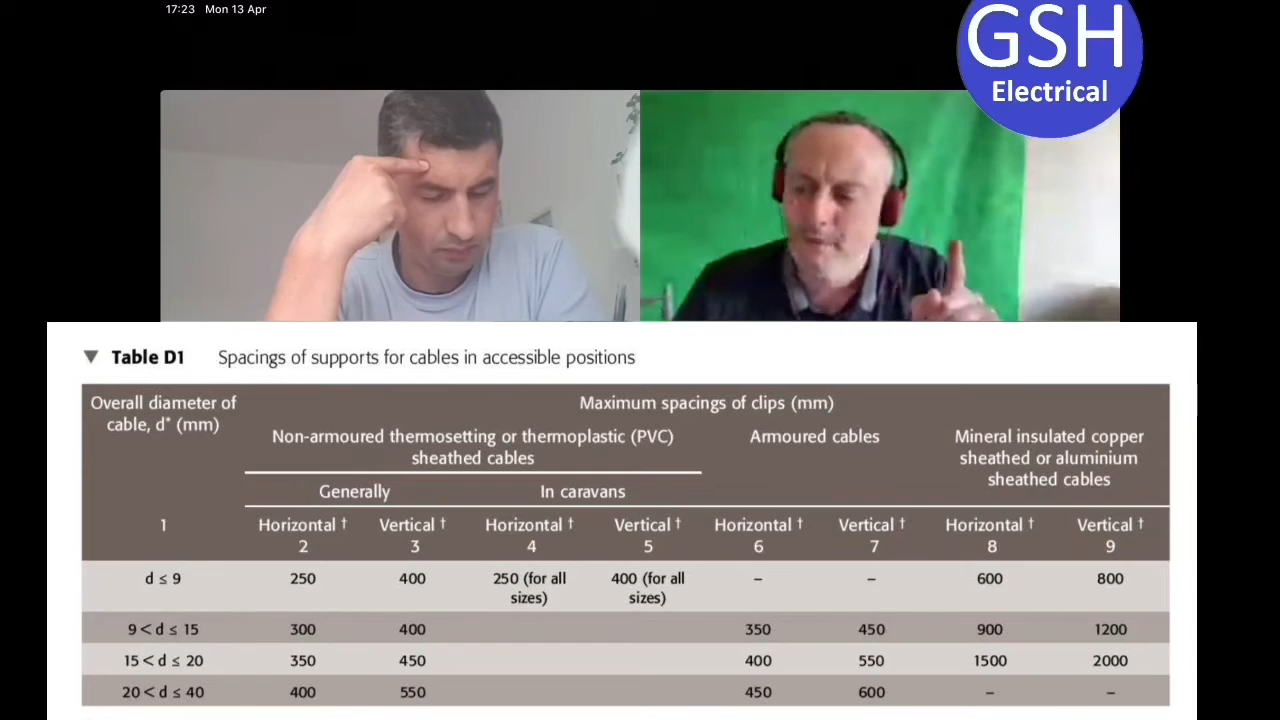 17:23 Mon 13 Apr
GSH
Electrical
▼ Table D1 Spacings of supports for cables in accessible positions
Overall diameter of cable, d* (mm)
Maximum spacings of clips (mm)
Non-armoured thermosetting or thermoplastic (PVC) sheathed cables
Armoured cables
Mineral insulated copper sheathed or aluminium sheathed cables
Generally In caravans
1 Horizontal † 2 Vertical † 3 Horizontal † 4 Vertical † 5 Horizontal † 6 Vertical † 7 Horizontal † 8 Vertical † 9
d ≤ 9 250 400 250 (for all sizes) 400 (for all sizes) – – 600 800
9 < d ≤ 15 300 400 350 450 900 1200
15 < d ≤ 20 350 450 400 550 1500 2000
20 < d ≤ 40 400 550 450 600 – –